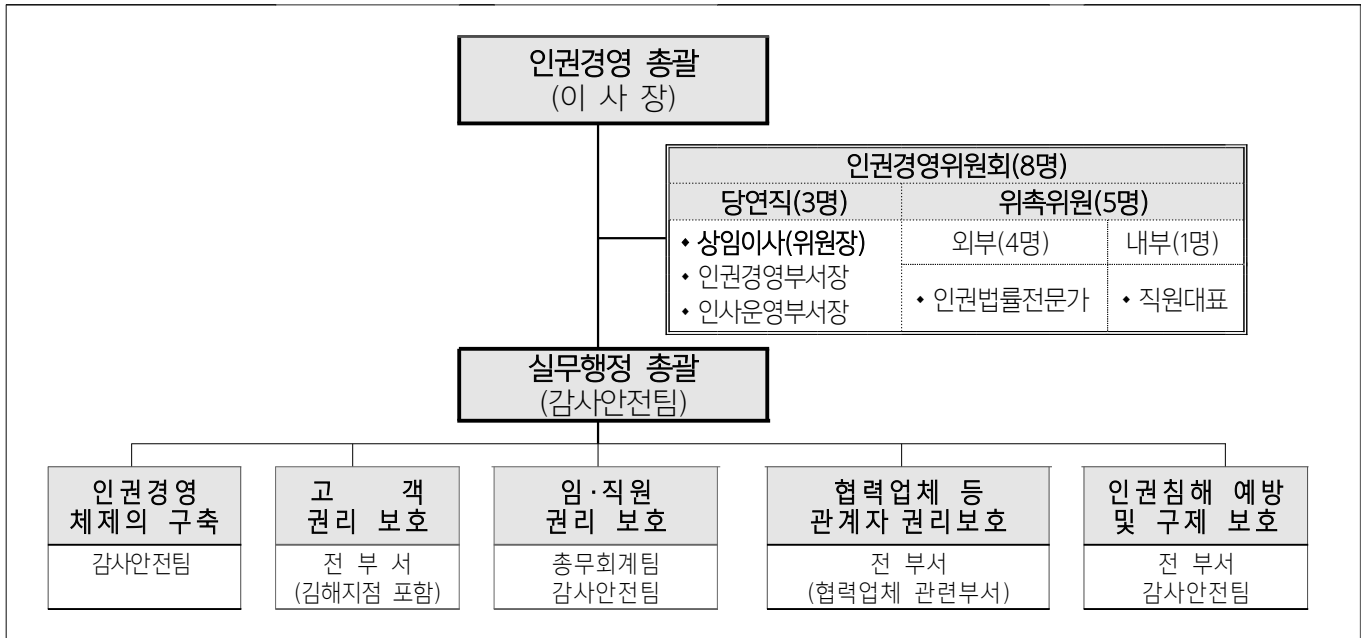 인권경영 총괄
(이 사 장)
인권경영위원회(8명)
당연직(3명) 위촉위원(5명)
◆ 상임이사(위원장) 외부(4명) 내부(1명)
◆ 인권경영부서장
◆ 인사운영부서장
◆ 인권법률전문가 ◆ 직원대표
실무행정 총괄
(감사안전팀)
인권경영
체제의 구축
감사안전팀
고 객
권리 보호
전 부서
(김해지점 포함)
임·직원
권리 보호
총무회계팀
감사안전팀
협력업체 등
관계자 권리보호
전 부서
(협력업체 관련부서)
인권침해 예방
및 구제 보호
전 부서
감사안전팀